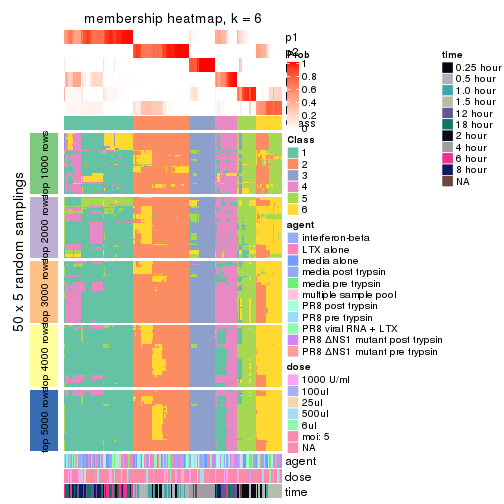 membership heatmap, k = 6
p1
p2
Prob
1
0.8
0.6
0.4
0.2
0
Class
1
2
3
4
5
6
agent
interferon-beta
LTX alone
media alone
media post trypsin
media pre trypsin
multiple sample pool
PR8 post trypsin
PR8 pre trypsin
PR8 viral RNA + LTX
PR8 ΔNS1 mutant post trypsin
PR8 ΔNS1 mutant pre trypsin
dose
1000 U/ml
100ul
25ul
500ul
6ul
moi: 5
NA
time
0.25 hour
0.5 hour
1.0 hour
1.5 hour
12 hour
18 hour
2 hour
4 hour
6 hour
8 hour
NA
50 x 5 random samplings
top 1000 rows
top 2000 rows
top 3000 rows
top 4000 rows
top 5000 rows
agent
dose
time